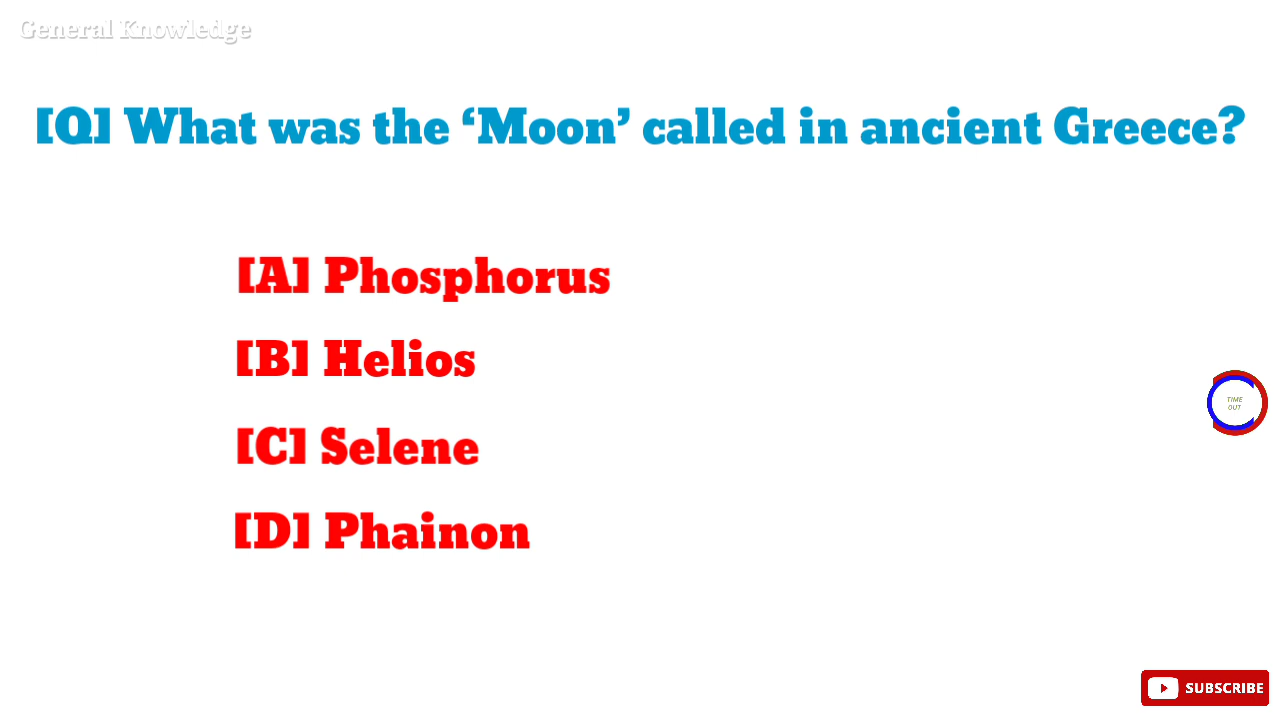 General Knowledge
[Q] What was the ‘Moon’ called in ancient Greece?
[A] Phosphorus
[B] Helios
[C] Selene
[D] Phainon
TIME
OUT
SUBSCRIBE